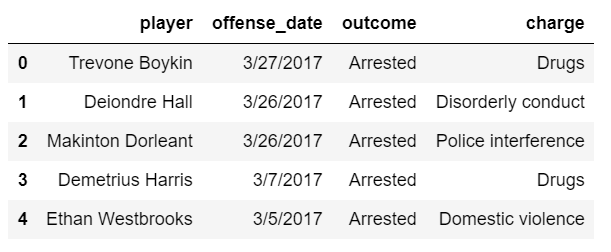 player offense_date outcome charge
0 Trevone Boykin 3/27/2017 Arrested Drugs
1 Deiondre Hall 3/26/2017 Arrested Disorderly conduct
2 Makinton Dorleant 3/26/2017 Arrested Police interference
3 Demetrius Harris 3/7/2017 Arrested Drugs
4 Ethan Westbrooks 3/5/2017 Arrested Domestic violence